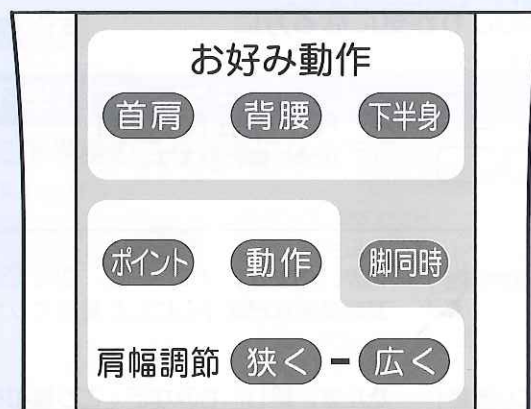 お好み動作
首肩 背腰 下半身
ポイント 動作 脚同時
肩幅調節 狭く - 広く